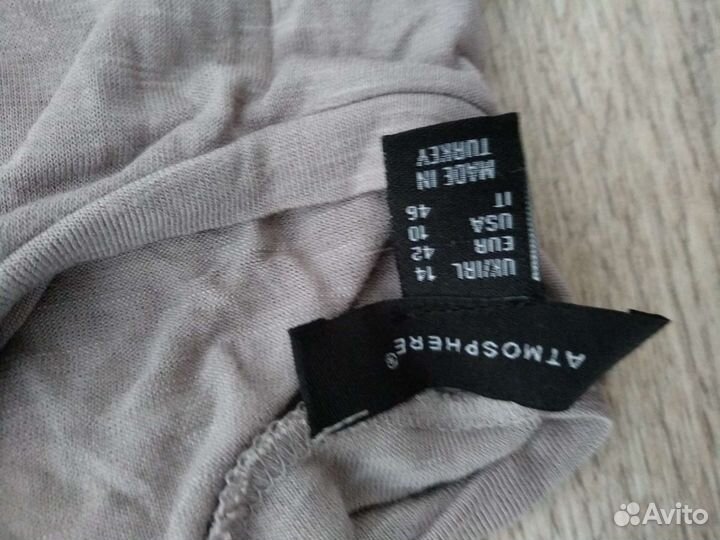 ATMOSPHERE®
UK/IRL 14
EUR 42
USA 10
IT 46
MADE IN
TURKEY
Avito